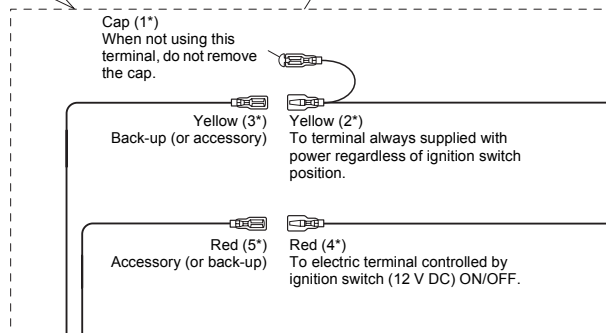 Cap (1*)
When not using this
terminal, do not remove
the cap.
Yellow (3*)
Back-up (or accessory)
Yellow (2*)
To terminal always supplied with
power regardless of ignition switch
position.
Red (5*)
Accessory (or back-up)
Red (4*)
To electric terminal controlled by
ignition switch (12 V DC) ON/OFF.